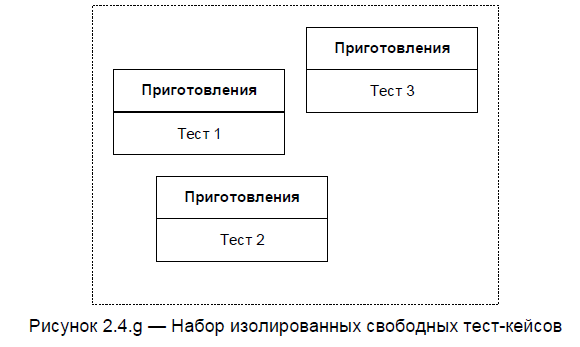 Приготовления
Тест 3
Приготовления
Тест 1
Приготовления
Тест 2
Рисунок 2.4.g — Набор изолированных свободных тест-кейсов